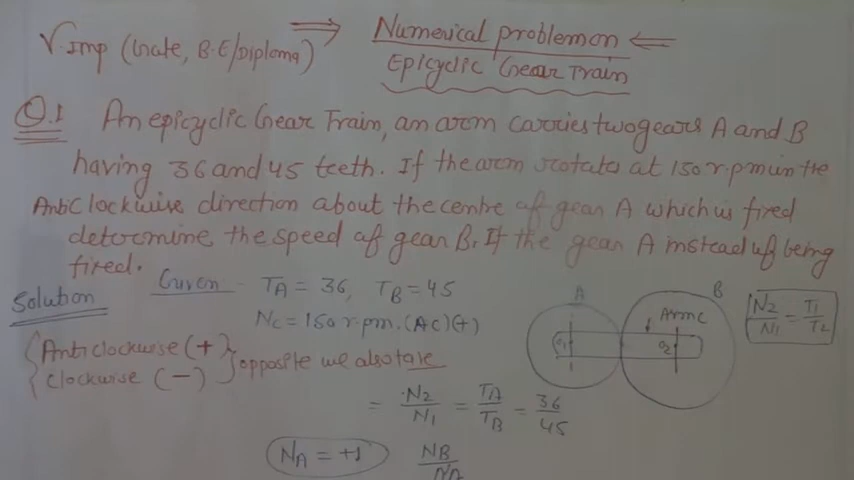 V.Imp (Gate, B.E/Diploma) ⇒ Numerical problem on ⇐
Epicyclic Gear Train
Q.1 An epicyclic Gear Train, an arm carries two gears A and B
having 36 and 45 teeth. If the arm rotates at 150 r.p.m in the
Anti Clockwise direction about the centre of gear A which is fixed
determine the speed of gear B. If the gear A instead of being
fixed.
Solution Given TA = 36, TB = 45
NC = 150 r.p.m. (AC)(+)
Anticlockwise (+)
Clockwise (−)
opposite we also take
A
B
Arm C
O1
O2
N2/N1 = T1/T2
= N2/N1 = TA/TB = 36/45
NA = +1 NB/NA